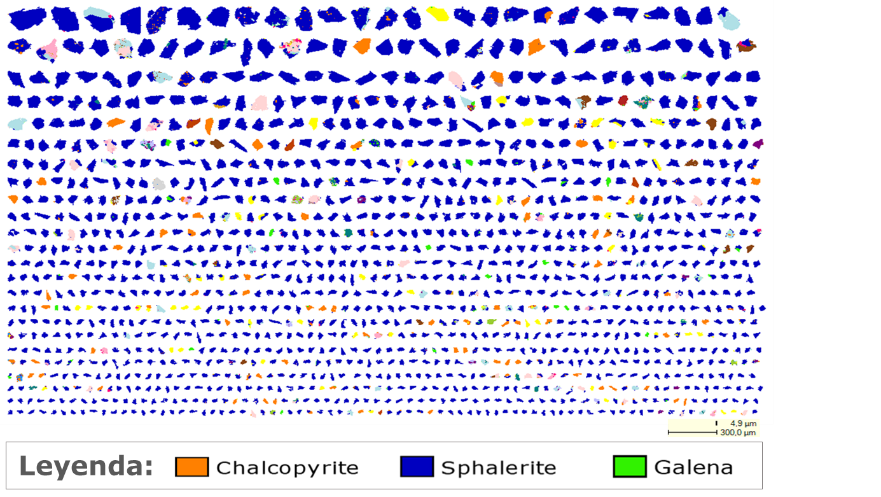 4,9 µm
300,0 µm
Leyenda: Chalcopyrite Sphalerite Galena